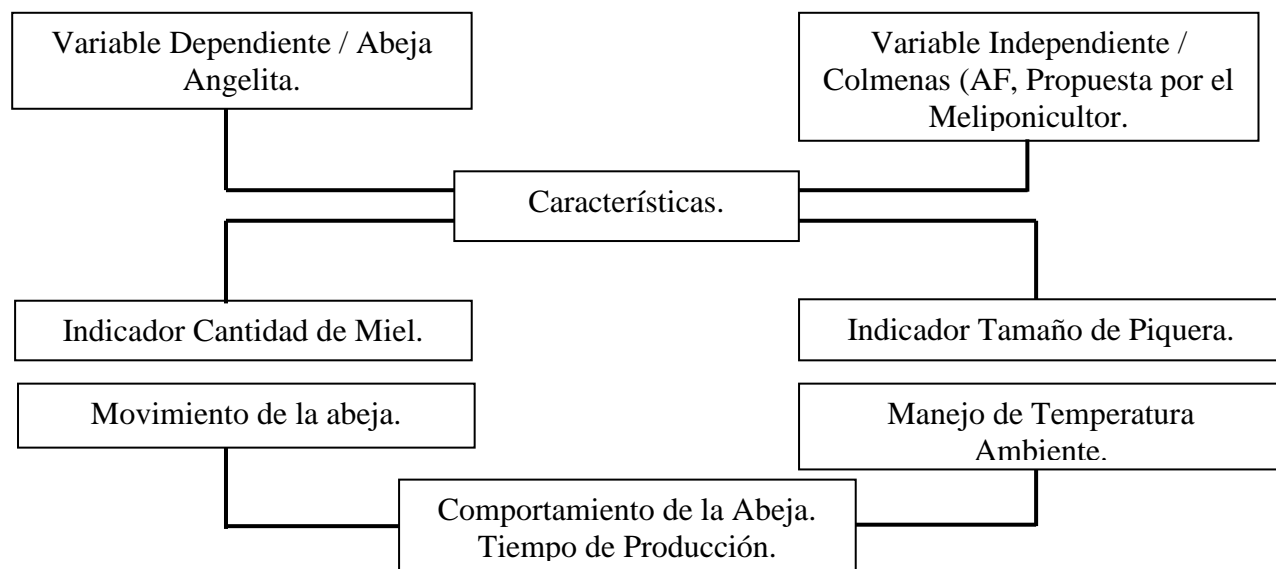 Variable Dependiente / Abeja
Angelita.
Variable Independiente /
Colmenas (AF, Propuesta por el
Meliponicultor.
Características.
Indicador Cantidad de Miel.
Indicador Tamaño de Piquera.
Movimiento de la abeja.
Manejo de Temperatura
Ambiente.
Comportamiento de la Abeja.
Tiempo de Producción.